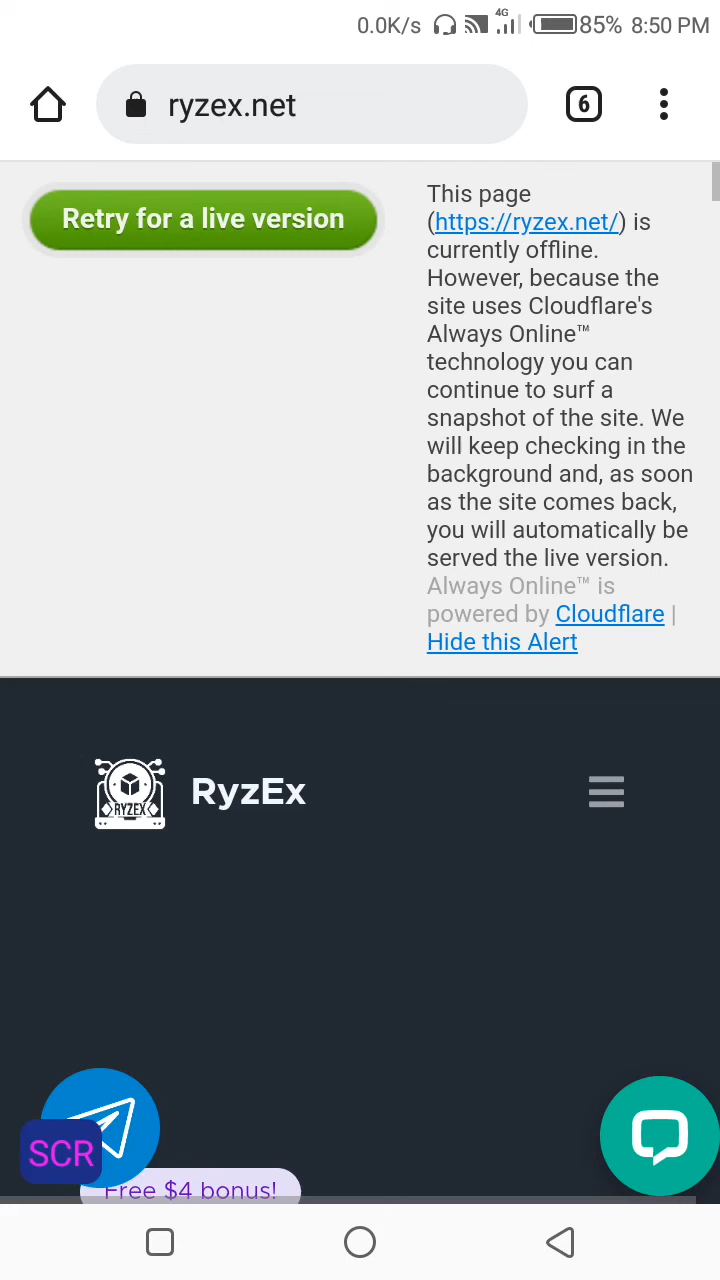 0.0K/s 4G 85% 8:50 PM
ryzex.net
6
Retry for a live version
This page
(https://ryzex.net/) is
currently offline.
However, because the
site uses Cloudflare's
Always Online™
technology you can
continue to surf a
snapshot of the site. We
will keep checking in the
background and, as soon
as the site comes back,
you will automatically be
served the live version.
Always Online™ is
powered by Cloudflare |
Hide this Alert
RYZEX
RyzEx
SCR
Free $4 bonus!